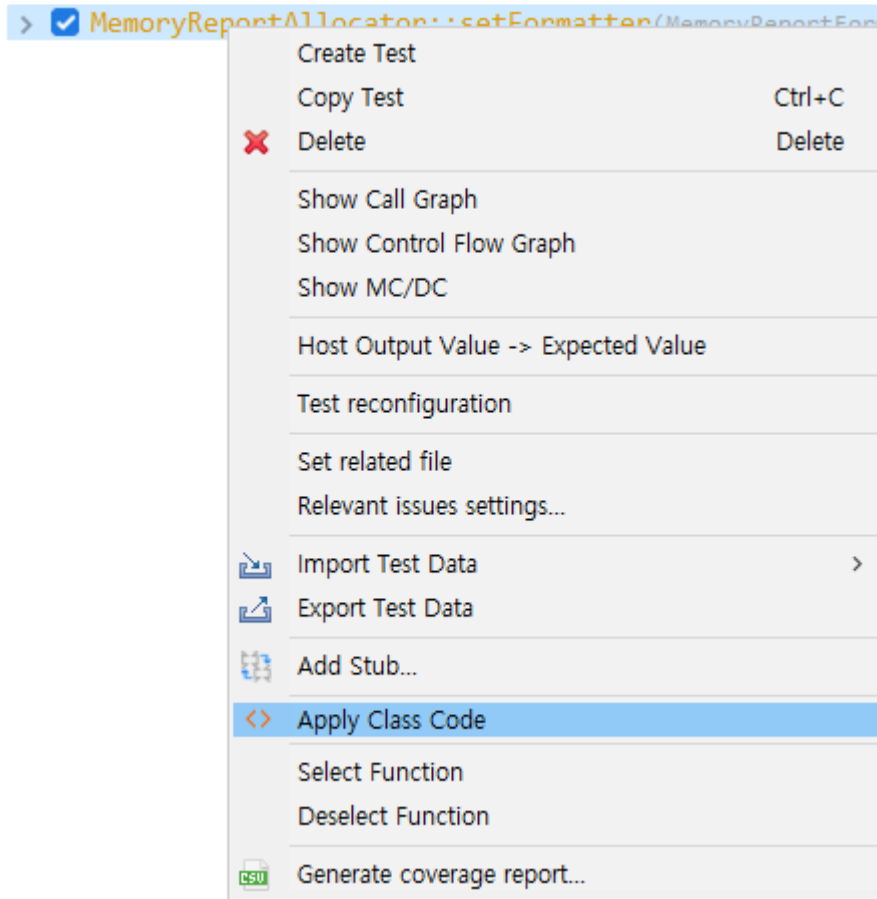 MemoryReportAllocator::setFormatter(MemoryReportFor
Create Test
Copy Test Ctrl+C
Delete Delete
Show Call Graph
Show Control Flow Graph
Show MC/DC
Host Output Value -> Expected Value
Test reconfiguration
Set related file
Relevant issues settings...
Import Test Data >
Export Test Data
Add Stub...
<> Apply Class Code
Select Function
Deselect Function
CSV Generate coverage report...